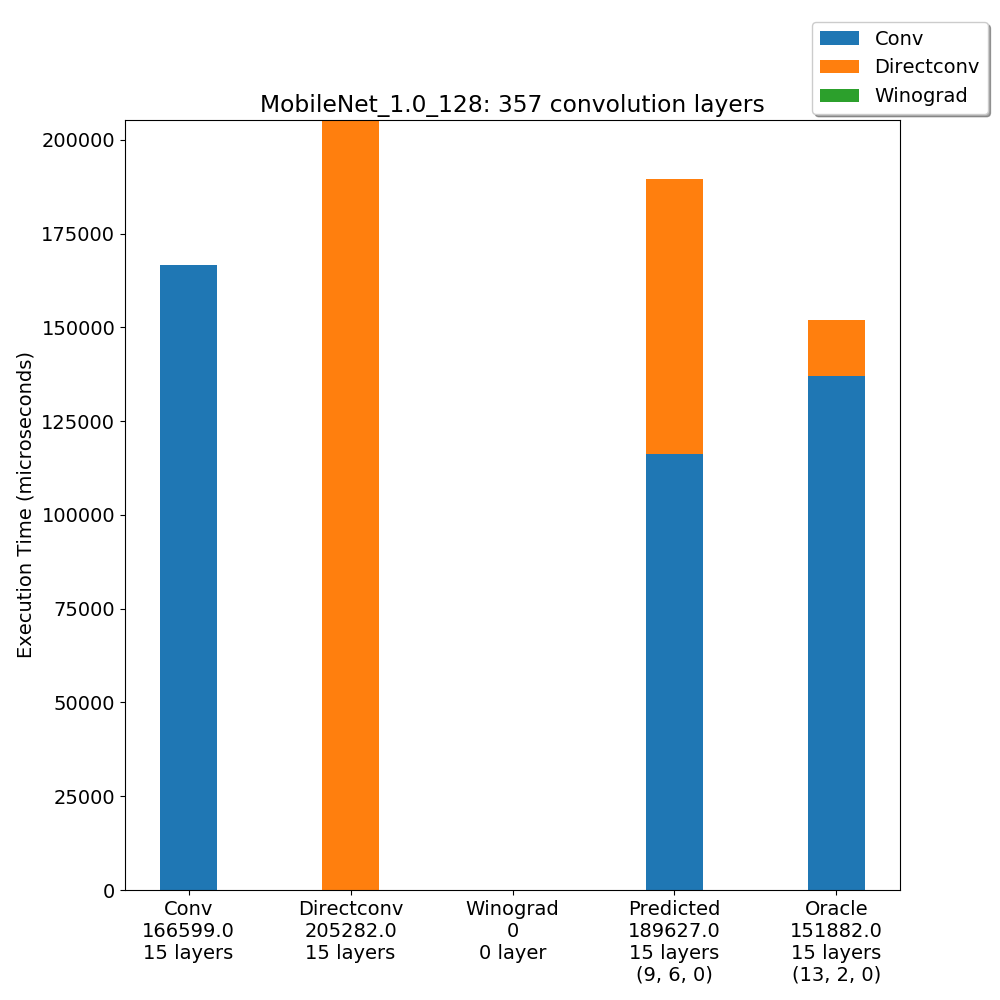 Conv
Directconv
Winograd
MobileNet_1.0_128: 357 convolution layers
Execution Time (microseconds)
200000
175000
150000
125000
100000
75000
50000
25000
0
Conv
166599.0
15 layers
Directconv
205282.0
15 layers
Winograd
0
0 layer
Predicted
189627.0
15 layers
(9, 6, 0)
Oracle
151882.0
15 layers
(13, 2, 0)